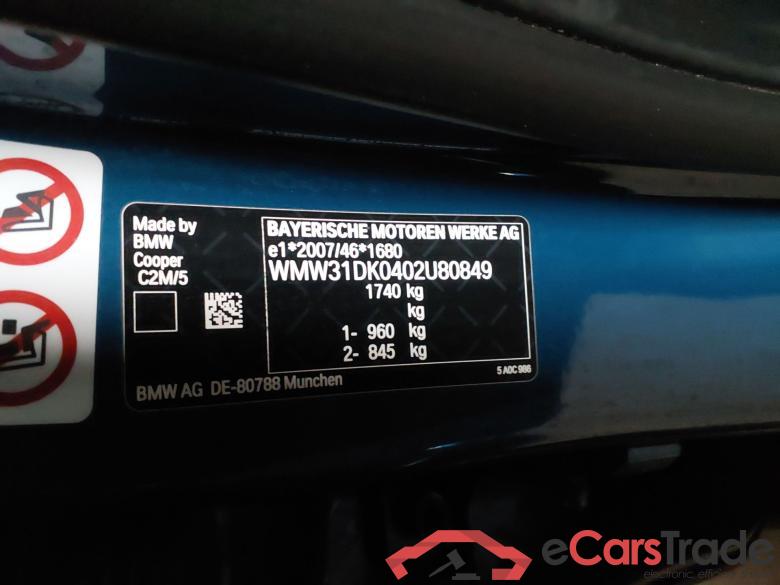 Made by
BMW
Cooper
C2M/5
BAYERISCHE MOTOREN WERKE AG
e1*2007/46*1680
WMW31DK0402U80849
1740 kg
kg
1- 960 kg
2- 845 kg
BMW AG DE-80788 Munchen
5 A0C 986
eCarsTrade